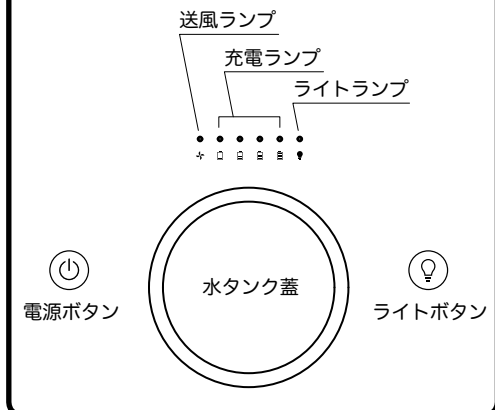 送風ランプ
充電ランプ
ライトランプ
水タンク蓋
電源ボタン
ライトボタン